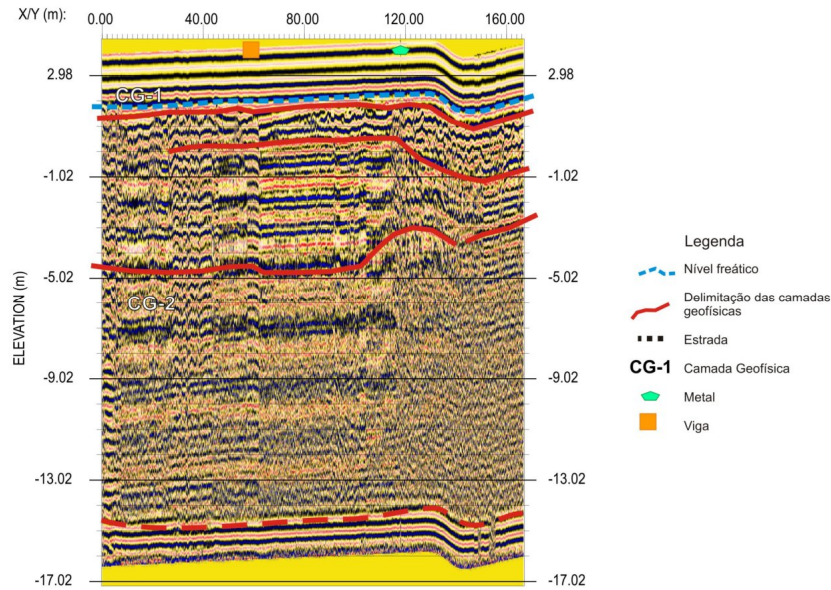 X/Y (m): 0.00 40.00 80.00 120.00 160.00
2.98 2.98
CG-1
-1.02 -1.02
-5.02 -5.02
CG-2
-9.02 -9.02
-13.02 -13.02
-17.02 -17.02
ELEVATION (m)
Legenda
Nível freático
Delimitação das camadas
geofísicas
Estrada
CG-1 Camada Geofísica
Metal
Viga